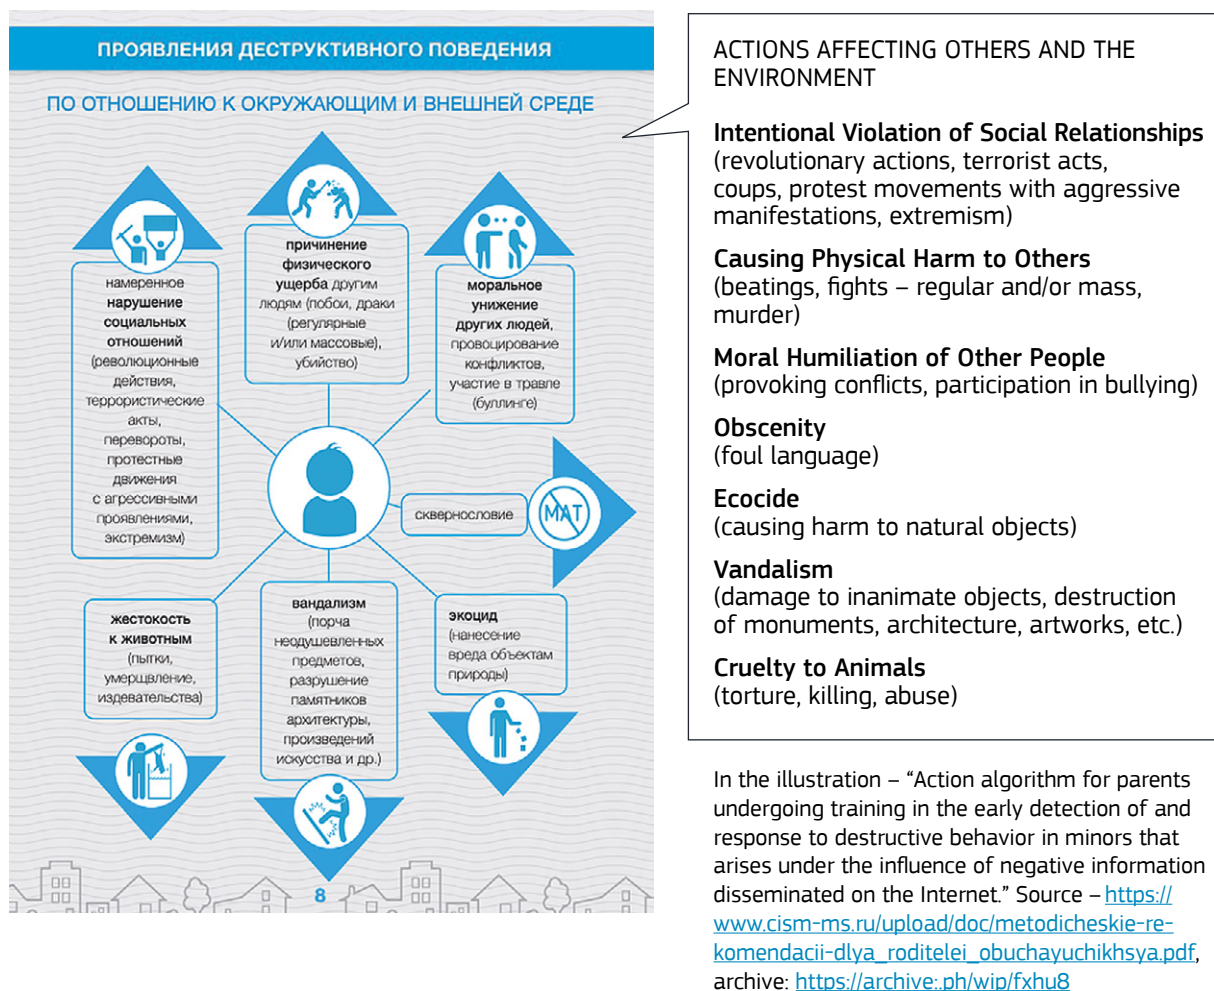 ПРОЯВЛЕНИЯ ДЕСТРУКТИВНОГО ПОВЕДЕНИЯ
ПО ОТНОШЕНИЮ К ОКРУЖАЮЩИМ И ВНЕШНЕЙ СРЕДЕ
намеренное
нарушение
социальных
отношений
(революционные
действия,
террористические
акты,
перевороты,
протестные
движения
с агрессивными
проявлениями,
экстремизм)
причинение
физического
ущерба другим
людям (побои, драки
(регулярные
и/или массовые),
убийство)
моральное
унижение
других людей,
провоцирование
конфликтов,
участие в травле
(буллинге)
сквернословие
МАТ
жестокость
к животным
(пытки,
умерщвление,
издевательства)
вандализм
(порча
неодушевленных
предметов,
разрушение
памятников
архитектуры,
произведений
искусства и др.)
экоцид
(нанесение
вреда объектам
природы)
8
ACTIONS AFFECTING OTHERS AND THE
ENVIRONMENT
Intentional Violation of Social Relationships
(revolutionary actions, terrorist acts,
coups, protest movements with aggressive
manifestations, extremism)
Causing Physical Harm to Others
(beatings, fights – regular and/or mass,
murder)
Moral Humiliation of Other People
(provoking conflicts, participation in bullying)
Obscenity
(foul language)
Ecocide
(causing harm to natural objects)
Vandalism
(damage to inanimate objects, destruction
of monuments, architecture, artworks, etc.)
Cruelty to Animals
(torture, killing, abuse)
In the illustration – “Action algorithm for parents
undergoing training in the early detection of and
response to destructive behavior in minors that
arises under the influence of negative information
disseminated on the Internet.” Source – https://
www.cism-ms.ru/upload/doc/metodicheskie-re-
komendacii-dlya_roditelei_obuchayuchikhsya.pdf,
archive: https://archive:.ph/wip/fxhu8